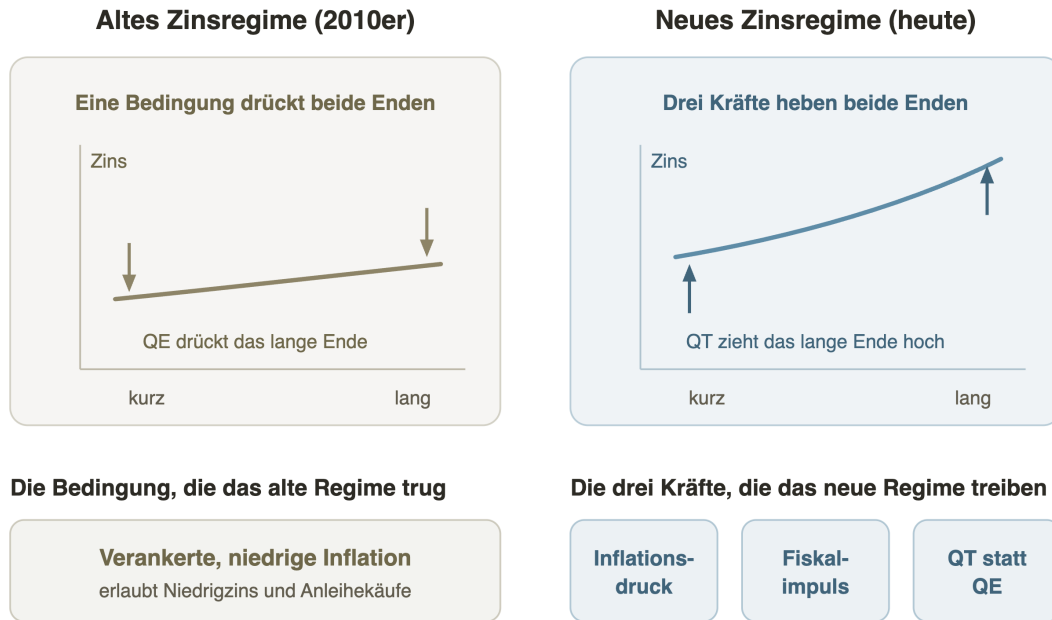 Altes Zinsregime (2010er)
Eine Bedingung drückt beide Enden
Zins
QE drückt das lange Ende
kurz
lang
Neues Zinsregime (heute)
Drei Kräfte heben beide Enden
Zins
QT zieht das lange Ende hoch
kurz
lang
Die Bedingung, die das alte Regime trug
Verankerte, niedrige Inflation
erlaubt Niedrigzins und Anleihekäufe
Die drei Kräfte, die das neue Regime treiben
Inflations-
druck
Fiskal-
impuls
QT statt
QE